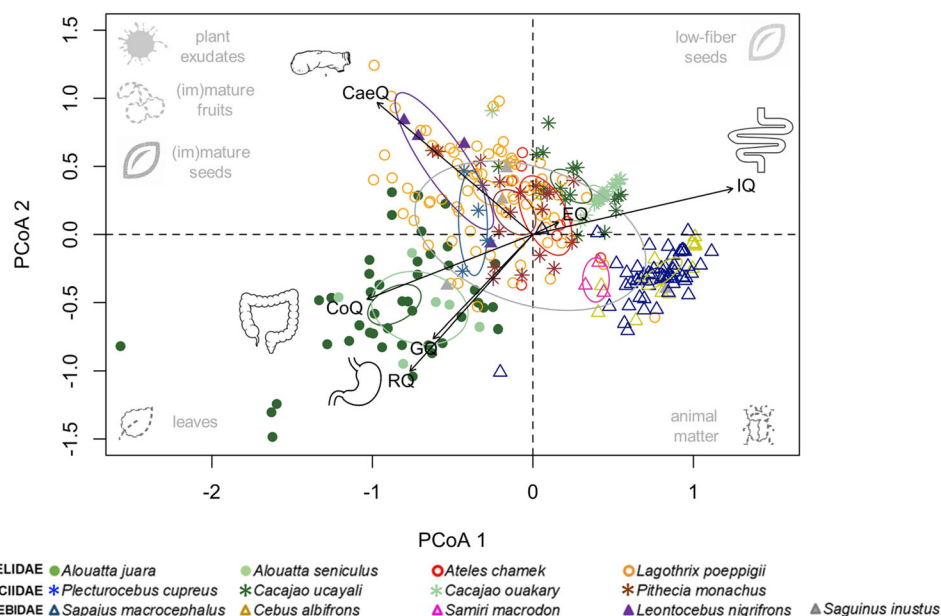 plant
exudates
(im)mature
fruits
(im)mature
seeds
low-fiber
seeds
CaeQ
IQ
EQ
CoQ
GQ
RQ
leaves
animal
matter
PCoA 2
1.5
1.0
0.5
0.0
-0.5
-1.0
-1.5
-2 -1 0 1
PCoA 1
ELIDAE Alouatta juara Alouatta seniculus Ateles chamek Lagothrix poeppigii
CIIDAE Plecturocebus cupreus Cacajao ucayali Cacajao ouakary Pithecia monachus
EBIDAE Sapajus macrocephalus Cebus albifrons Samiri macrodon Leontocebus nigrifrons Saguinus inustus